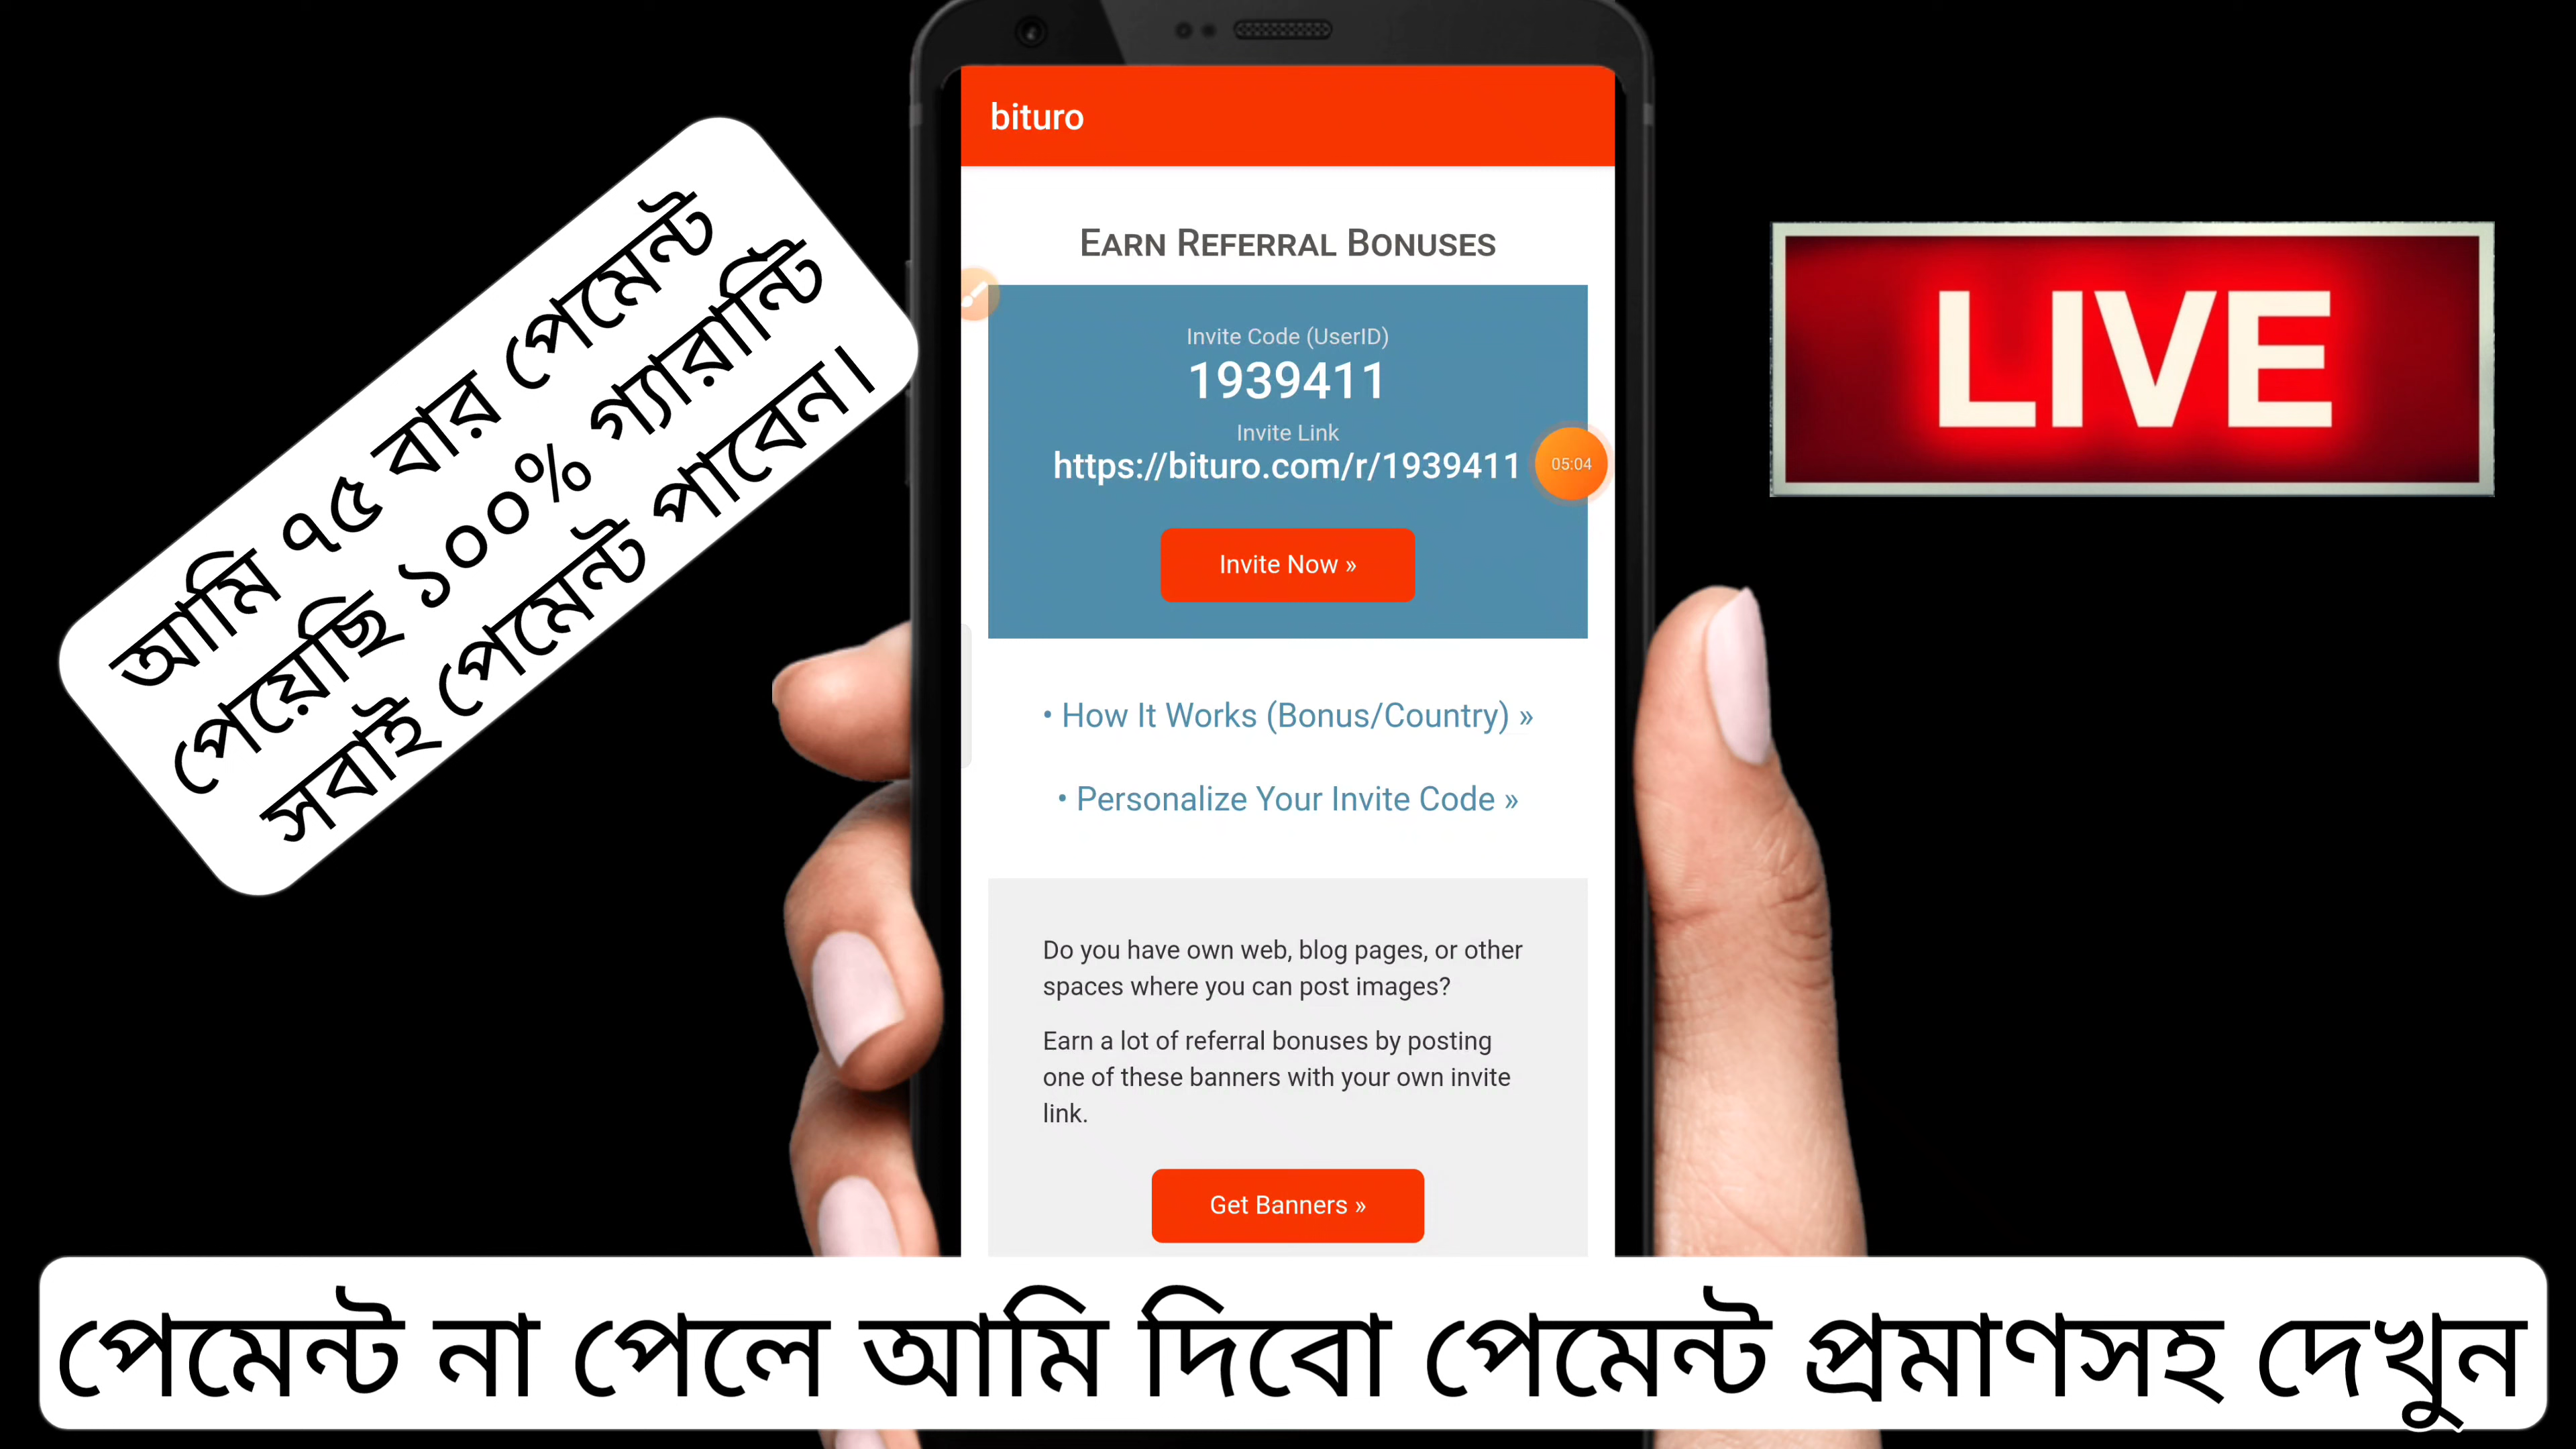 আমি ৭৫ বার পেমেন্ট
পেয়েছি ১০০% গ্যারান্টি
সবাই পেমেন্ট পাবেন।
bituro
EARN REFERRAL BONUSES
Invite Code (UserID)
1939411
Invite Link
https://bituro.com/r/1939411
05:04
Invite Now »
• How It Works (Bonus/Country) »
• Personalize Your Invite Code »
Do you have own web, blog pages, or other
spaces where you can post images?
Earn a lot of referral bonuses by posting
one of these banners with your own invite
link.
Get Banners »
LIVE
পেমেন্ট না পেলে আমি দিবো পেমেন্ট প্রমাণসহ দেখুন